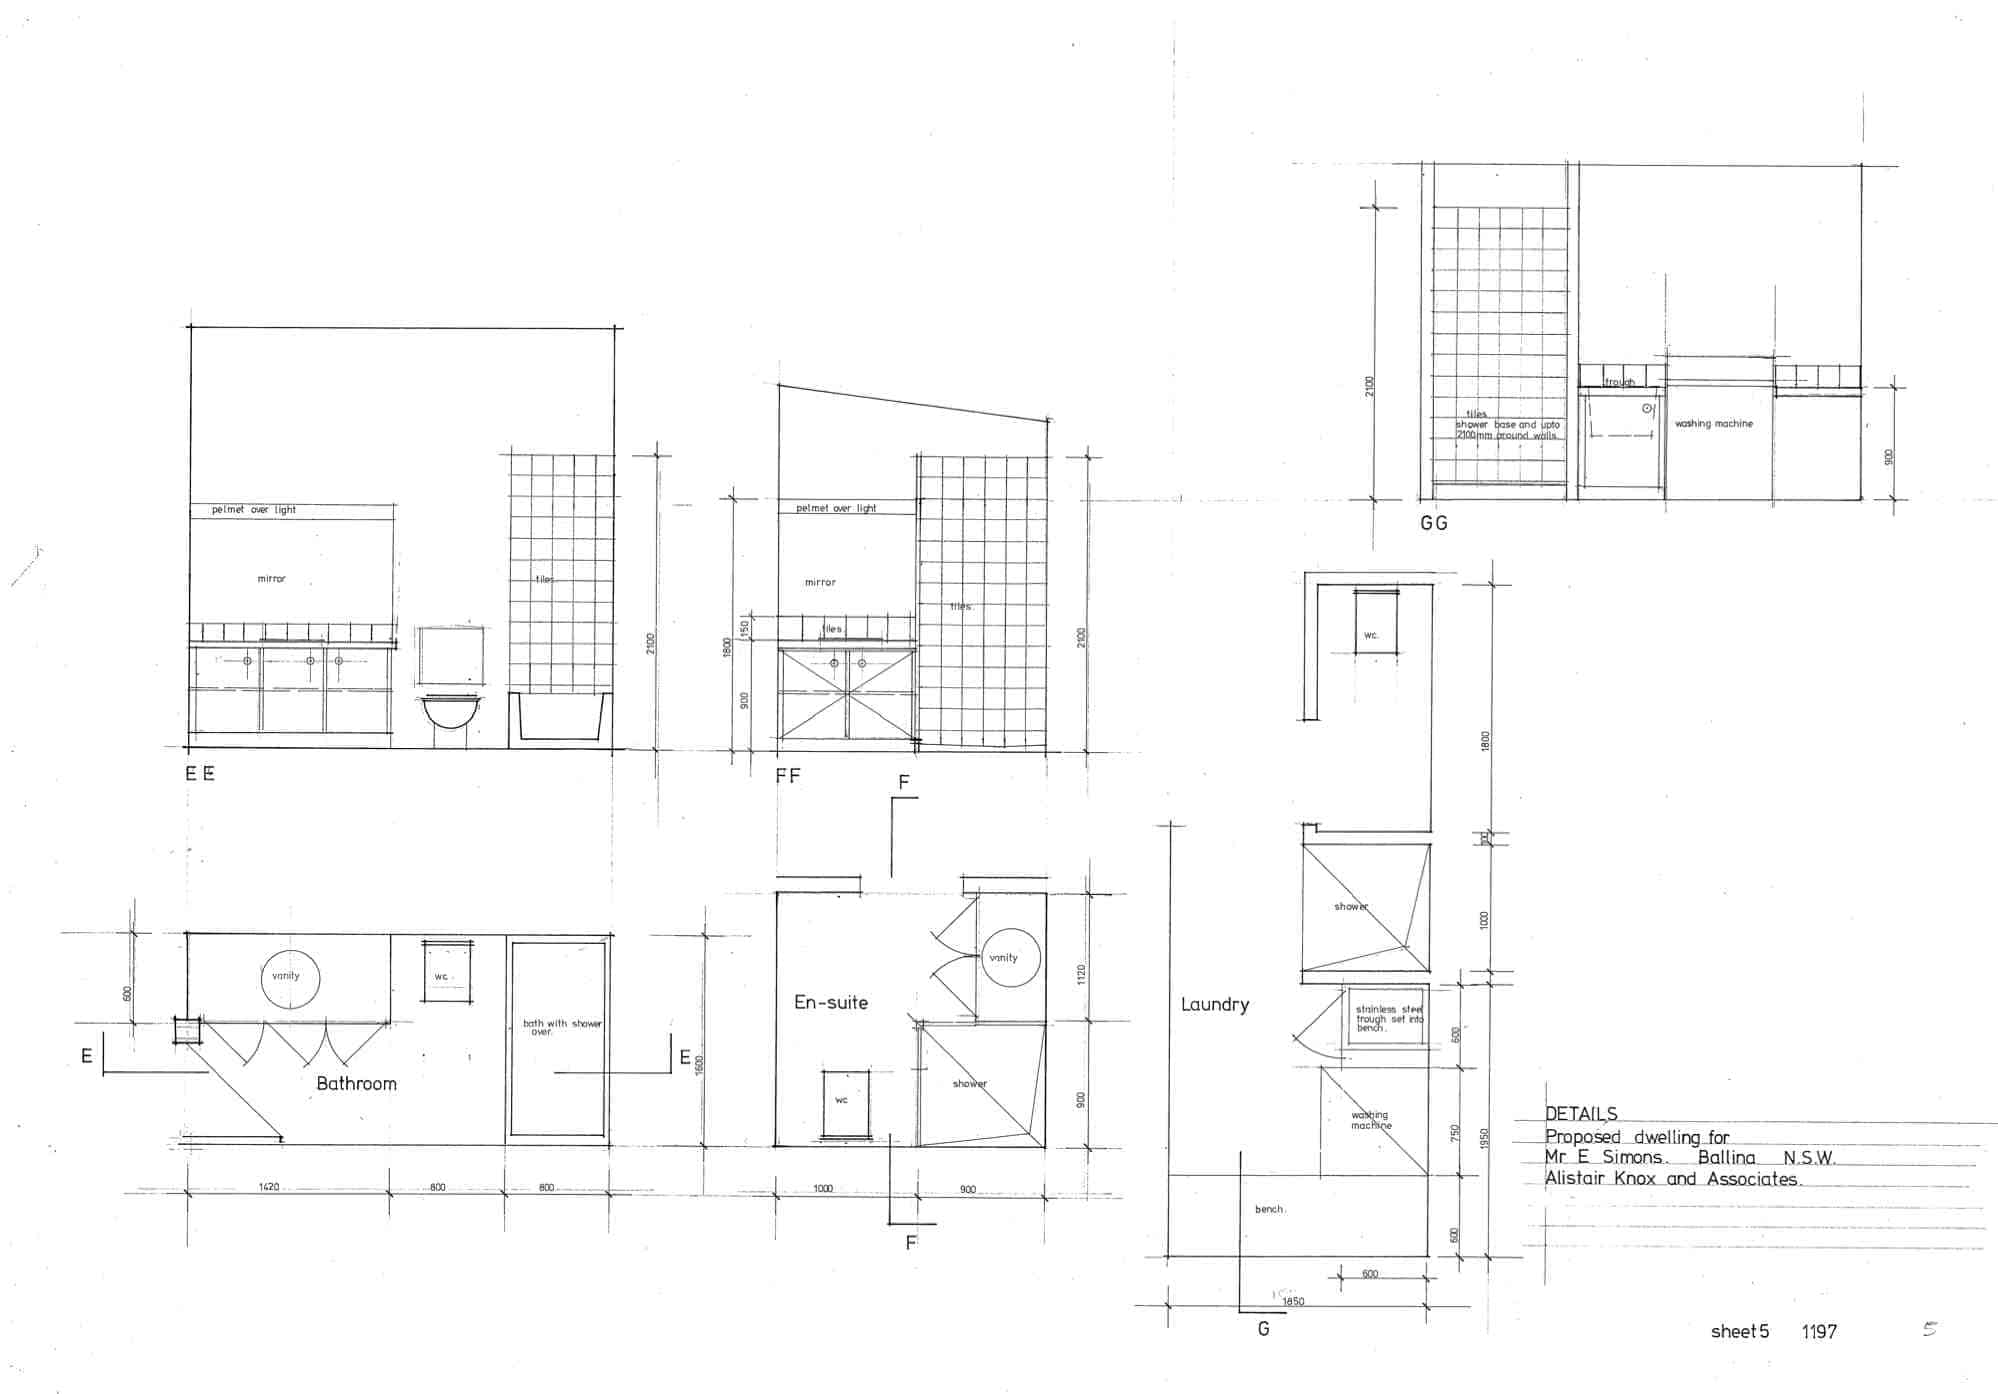 2100
tiles
shower base and upto
2100mm around walls.
trough
washing machine
900
GG
pelmet over light
mirror
tiles
2100
EE
pelmet over light
mirror
tiles
tiles
1800
150
900
2100
FF
F
wc.
1800
100
shower
1000
Laundry
stainless steel
trough set into
bench.
600
washing
machine
750
1950
bench.
600
600
1850
G
600
vanity
wc.
bath with shower
over.
E
E
Bathroom
1600
1420
800
800
En-suite
vanity
1120
wc
shower
900
1000
900
F
DETAILS
Proposed dwelling for
Mr E Simons. Ballina N.S.W.
Alistair Knox and Associates.
sheet5 1197 5